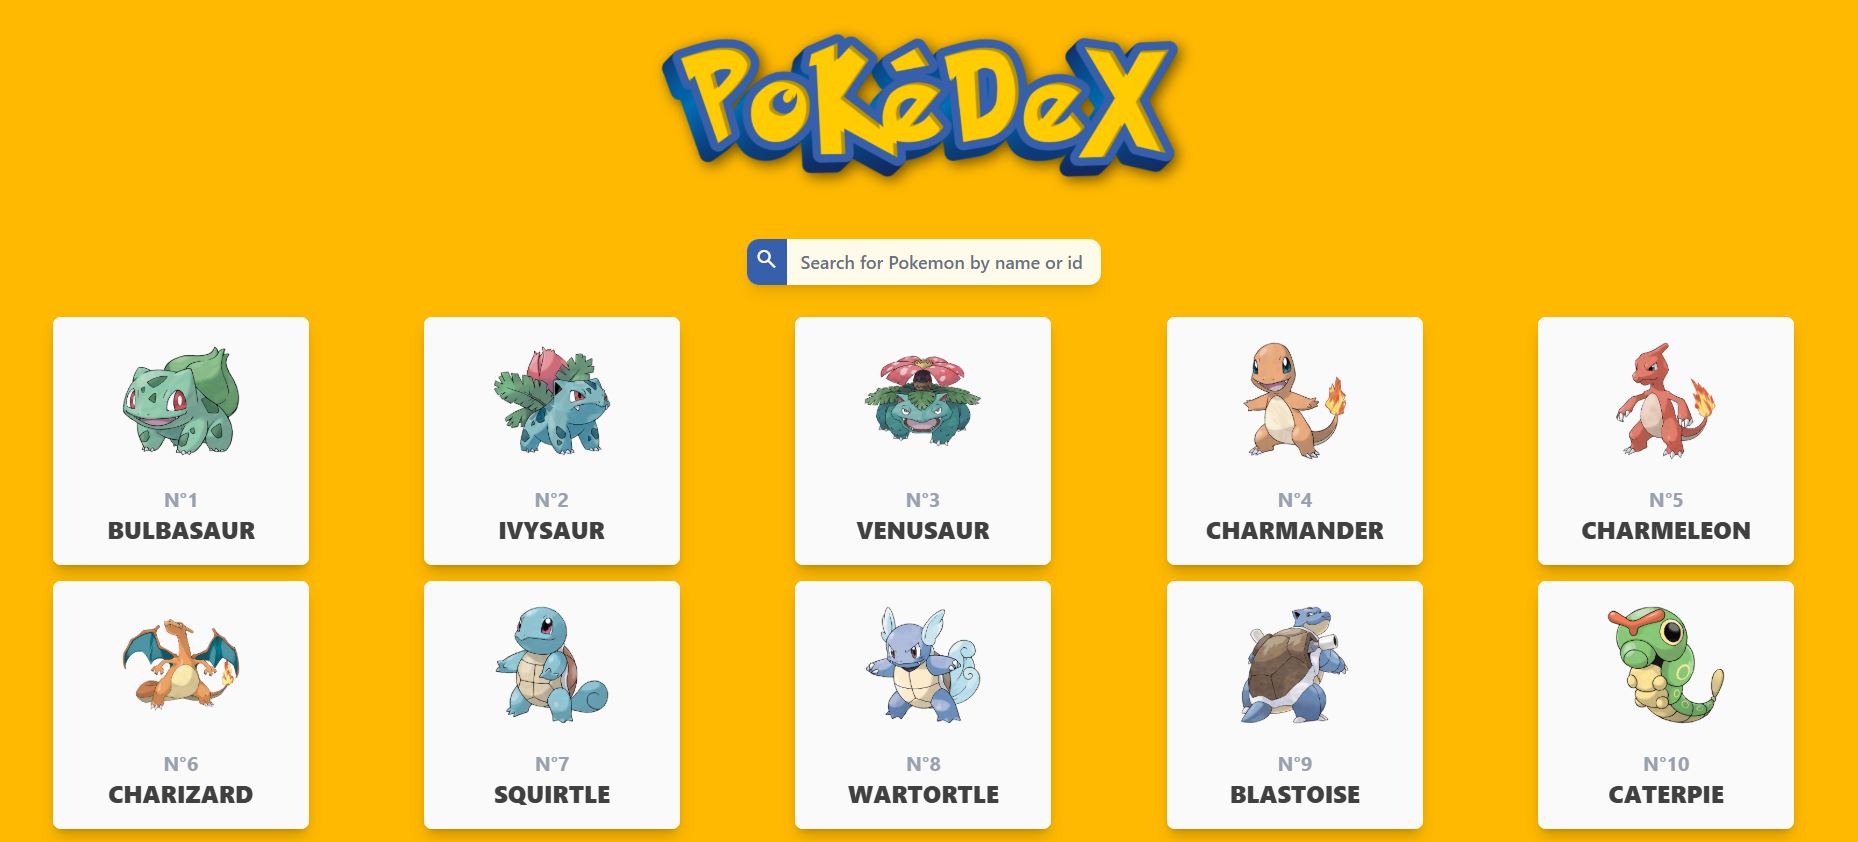 PoKéDeX
Search for Pokemon by name or id
N°1
BULBASAUR
N°2
IVYSAUR
N°3
VENUSAUR
N°4
CHARMANDER
N°5
CHARMELEON
N°6
CHARIZARD
N°7
SQUIRTLE
N°8
WARTORTLE
N°9
BLASTOISE
N°10
CATERPIE